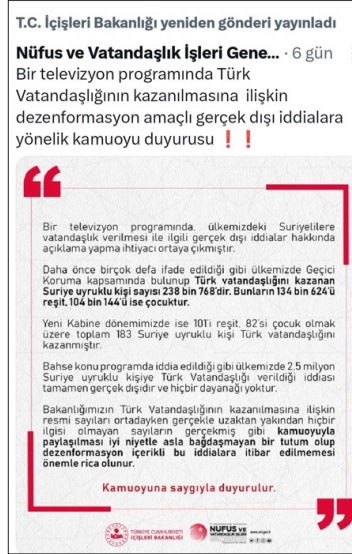 T.C. İçişleri Bakanlığı yeniden gönderi yayınladı
Nüfus ve Vatandaşlık İşleri Gene... · 6 gün
Bir televizyon programında Türk
Vatandaşlığının kazanılmasına ilişkin
dezenformasyon amaçlı gerçek dışı iddialara
yönelik kamuoyu duyurusu ❗❗
Bir televizyon programında, ülkemizdeki Suriyelilere
vatandaşlık verilmesi ile ilgili gerçek dışı iddialar hakkında
açıklama yapma ihtiyacı ortaya çıkmıştır.
Daha önce birçok defa ifade edildiği gibi ülkemizde Geçici
Koruma kapsamında bulunup Türk vatandaşlığını kazanan
Suriye uyruklu kişi sayısı 238 bin 768'dir. Bunların 134 bin 624'ü
reşit, 104 bin 144'ü ise çocuktur.
Yeni Kabine dönemimizde ise 101'i reşit, 82'si çocuk olmak
üzere toplam 183 Suriye uyruklu kişi Türk vatandaşlığını
kazanmıştır.
Bahse konu programda iddia edildiği gibi ülkemizde 2,5 milyon
Suriye uyruklu kişiye Türk Vatandaşlığı verildiği iddiası
tamamen gerçek dışıdır ve hiçbir dayanağı yoktur.
Bakanlığımızın Türk Vatandaşlığının kazanılmasına ilişkin
resmi sayıları ortadayken gerçekle uzaktan yakından hiçbir
ilgisi olmayan sayıların gerçekmiş gibi kamuoyuyla
paylaşılması iyi niyetle asla bağdaşmayan bir tutum olup
dezenformasyon içerikli bu iddialara itibar edilmemesi
önemle rica olunur.
Kamuoyuna saygıyla duyurulur.
TÜRKİYE CUMHURİYETİ
İÇİŞLERİ BAKANLIĞI
NÜFUS VE
VATANDAŞLIK İŞLERİ